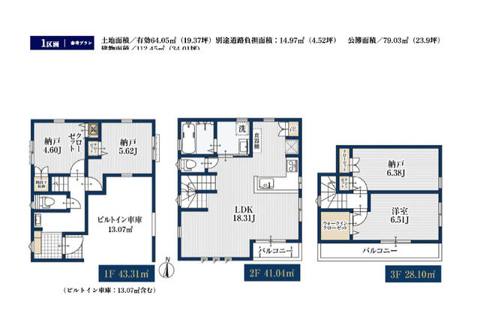 1区画 参考プラン 土地面積／有効64.05㎡（19.37坪）別途道路負担面積：14.97㎡（4.52坪） 公簿面積／79.03㎡（23.9坪）
建物面積／112.45㎡（34.01坪）
納戸
4.60J
クローゼット
納戸
5.62J
ビルトイン車庫
13.07㎡
1F 43.31㎡
（ビルトイン車庫：13.07㎡含む）
洗
LDK
18.31J
バルコニー
2F 41.04㎡
納戸
6.38J
洋室
6.51J
ウォークインクローゼット
バルコニー
3F 28.10㎡